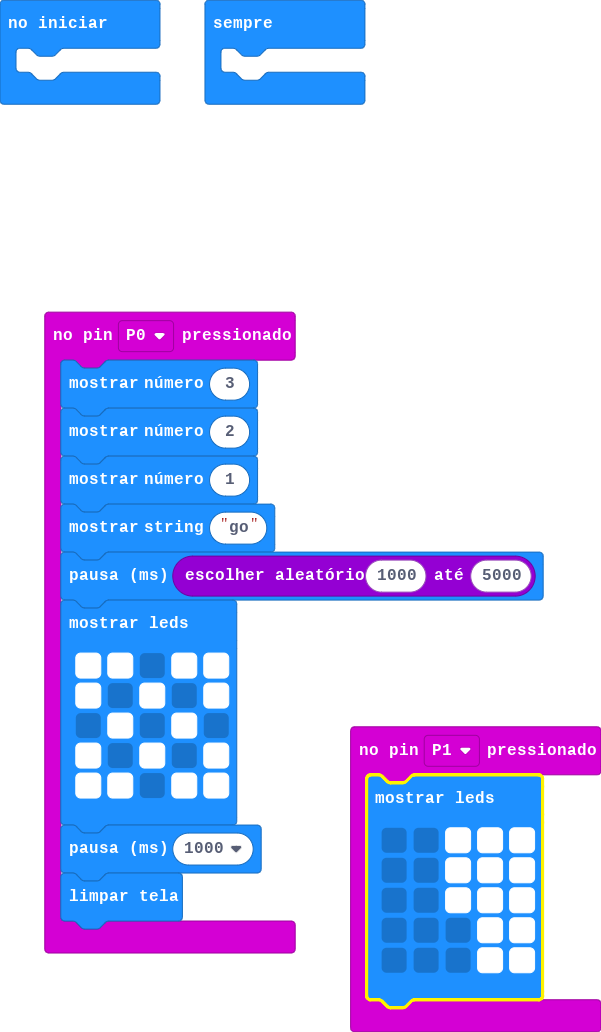 no iniciar
sempre
no pin P0 pressionado
mostrar número 3
mostrar número 2
mostrar número 1
mostrar string "go"
pausa (ms) escolher aleatório 1000 até 5000
mostrar leds
pausa (ms) 1000
limpar tela
no pin P1 pressionado
mostrar leds